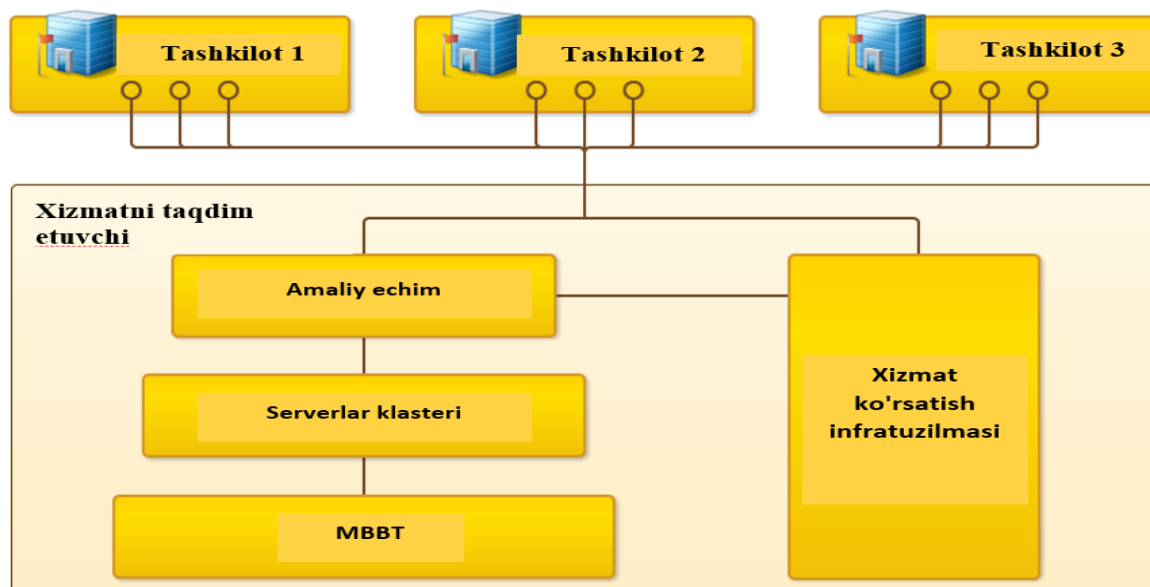 Tashkilot 1
Tashkilot 2
Tashkilot 3
Xizmatni taqdim
etuvchi
Amaliy echim
Serverlar klasteri
MBBT
Xizmat
ko'rsatish
infratuzilmasi